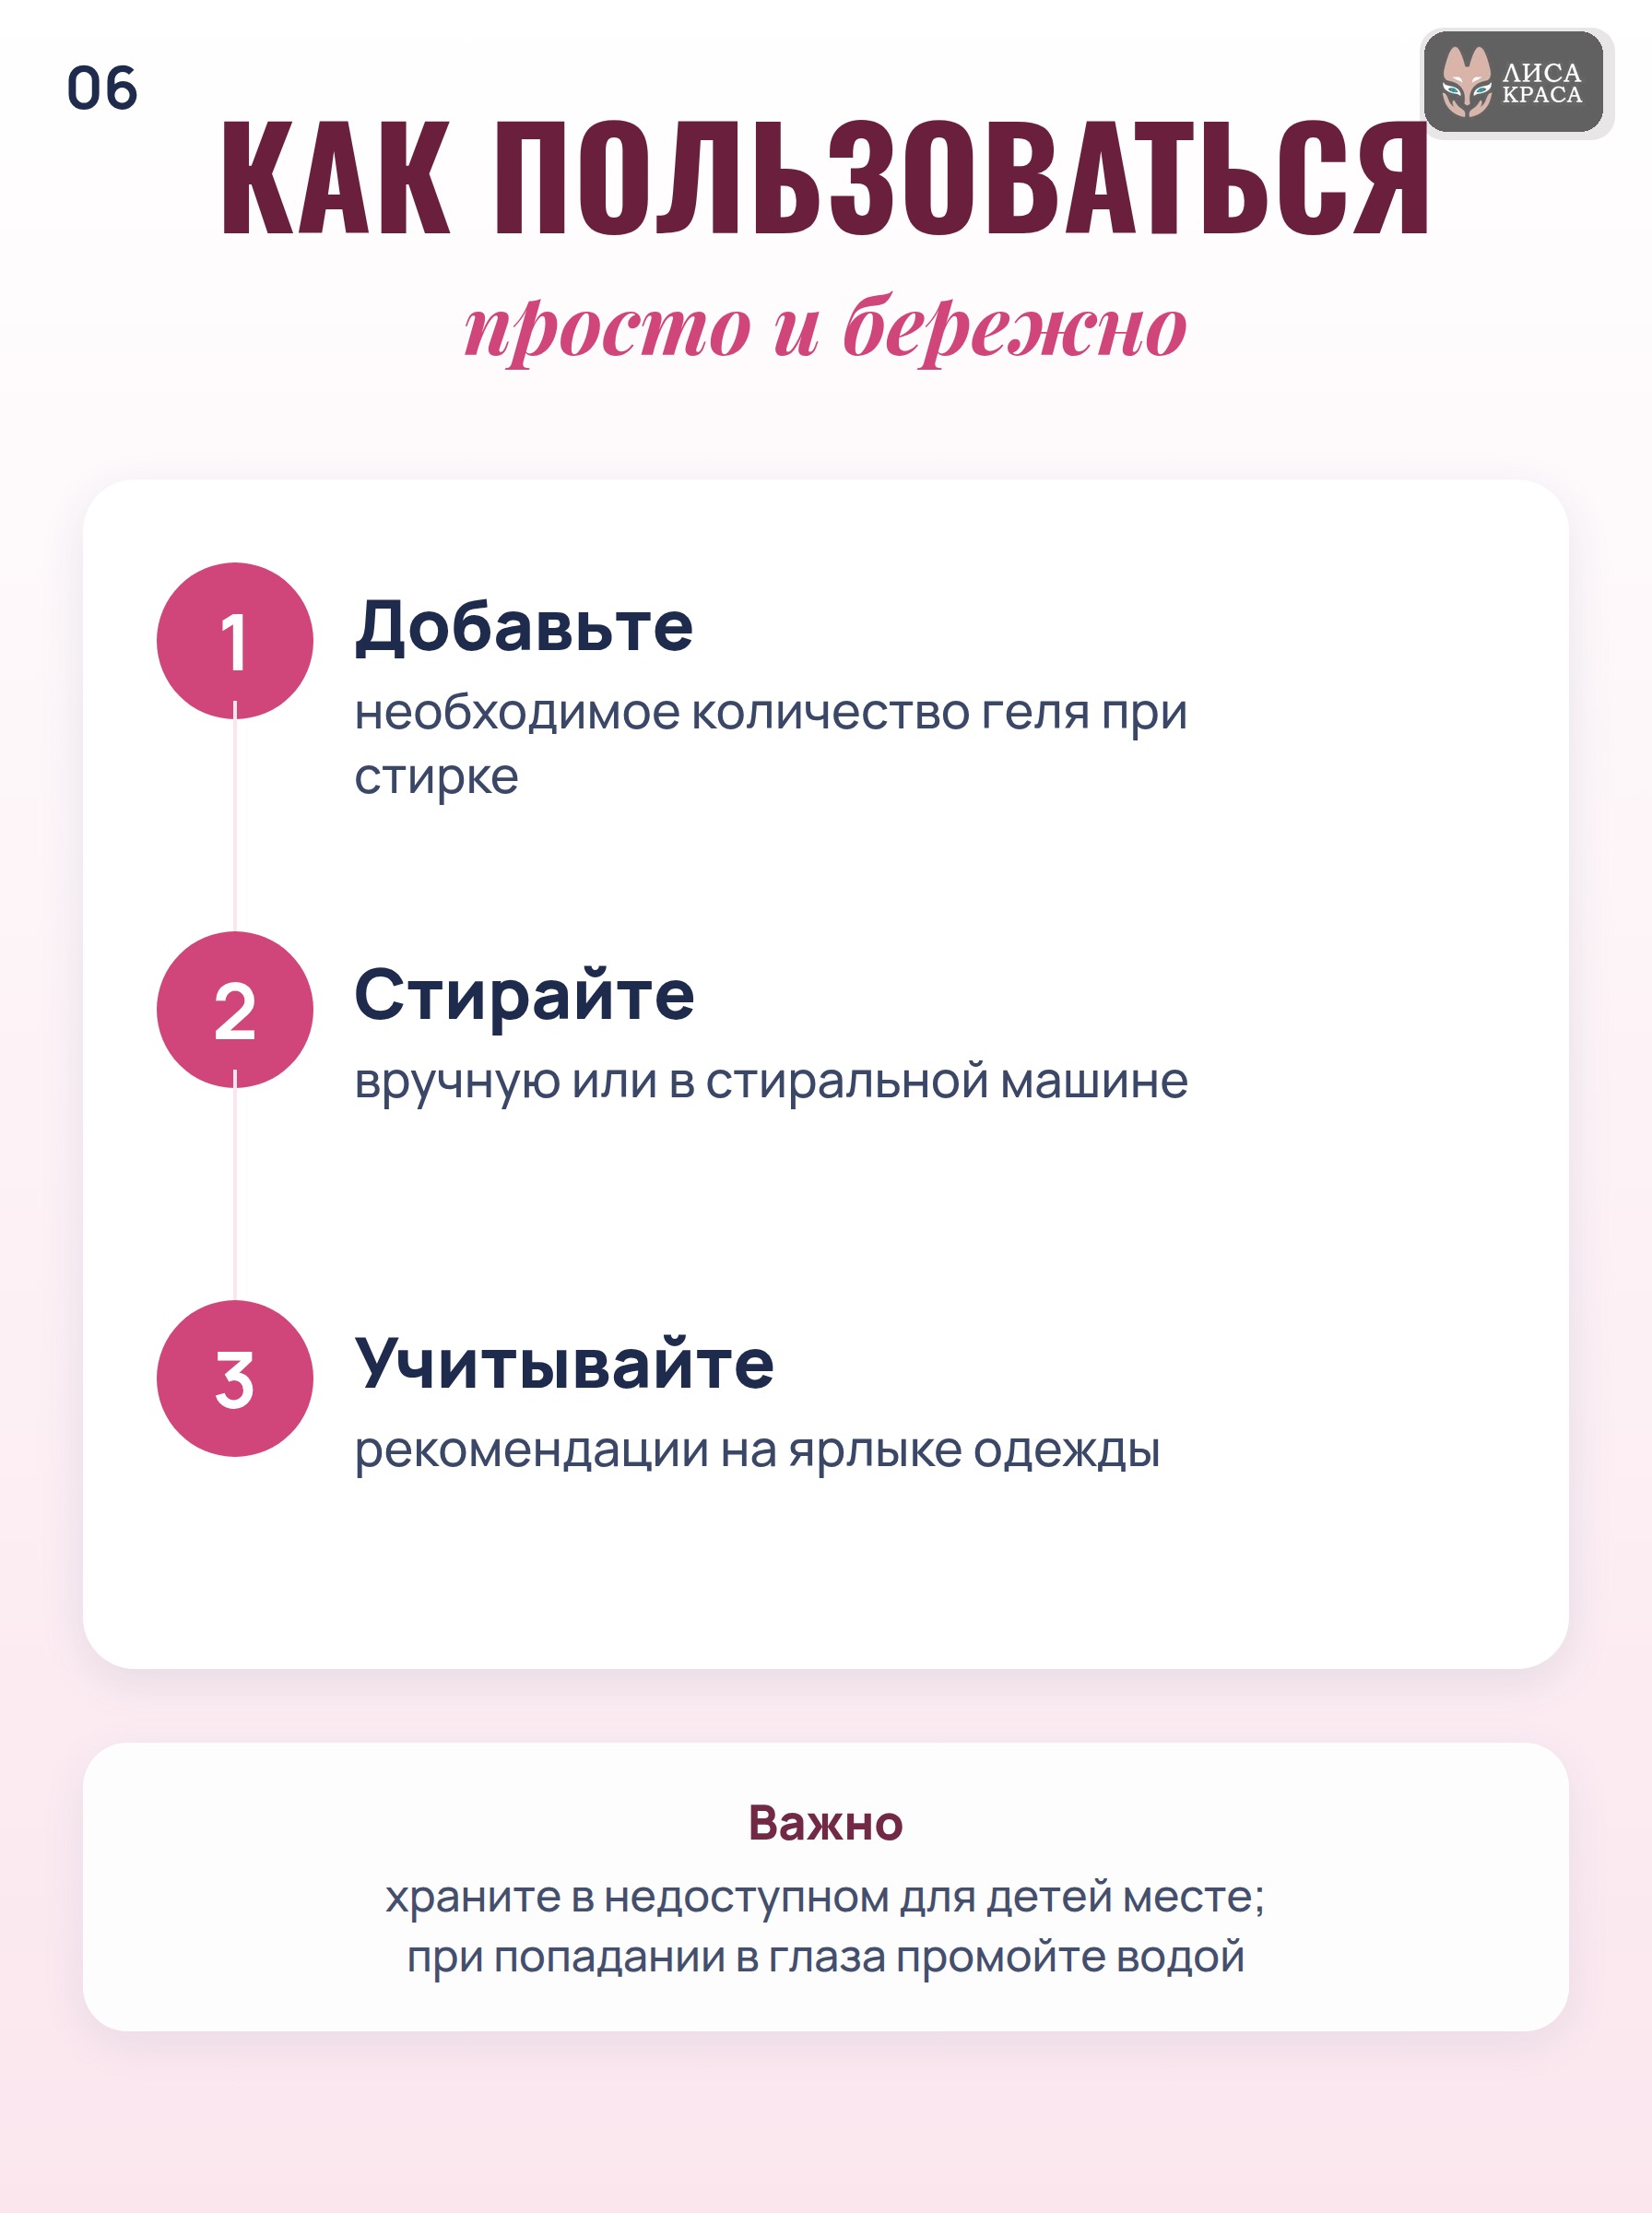 06
ЛИСА
КРАСА
КАК ПОЛЬЗОВАТЬСЯ
просто и бережно
1
Добавьте
необходимое количество геля при
стирке
2
Стирайте
вручную или в стиральной машине
3
Учитывайте
рекомендации на ярлыке одежды
Важно
храните в недоступном для детей месте;
при попадании в глаза промойте водой